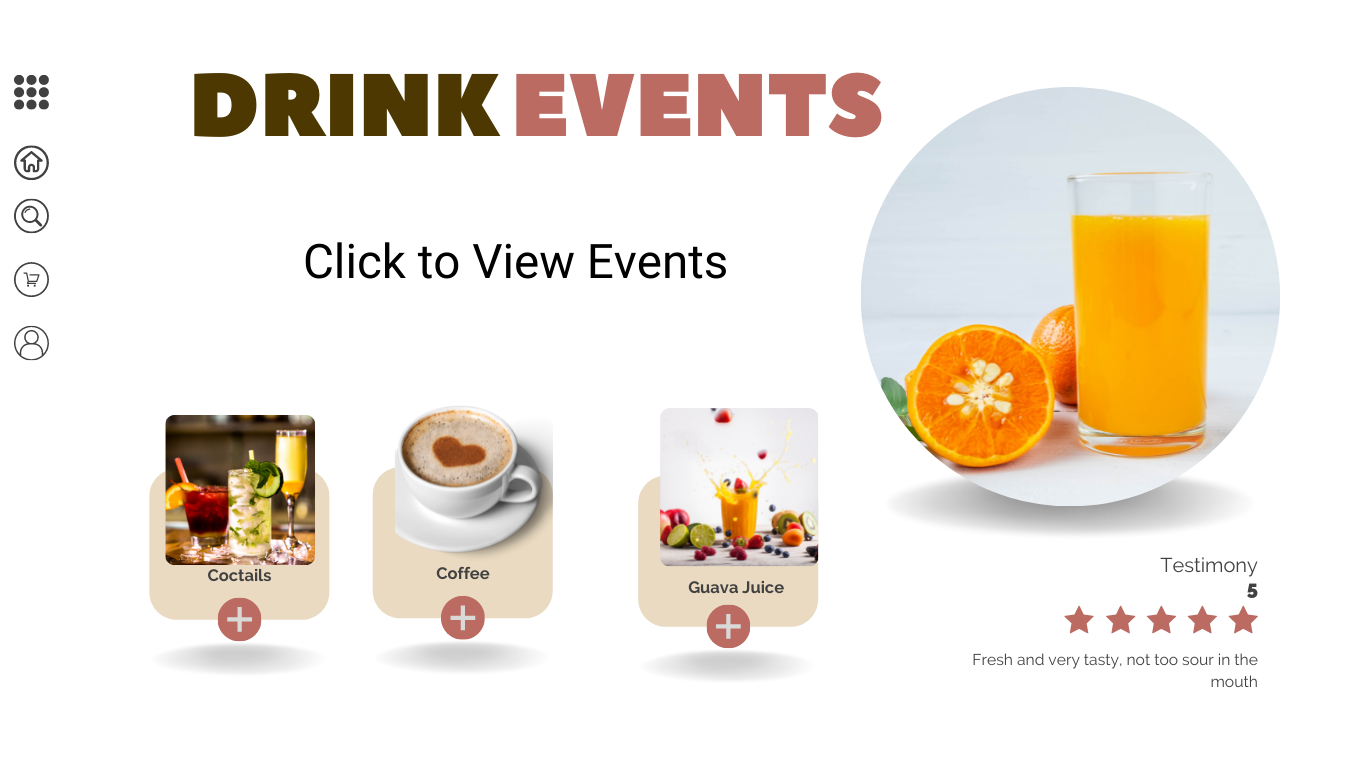 DRINK EVENTS
Click to View Events
Coctails
Coffee
Guava Juice
Testimony
5
Fresh and very tasty, not too sour in the
mouth